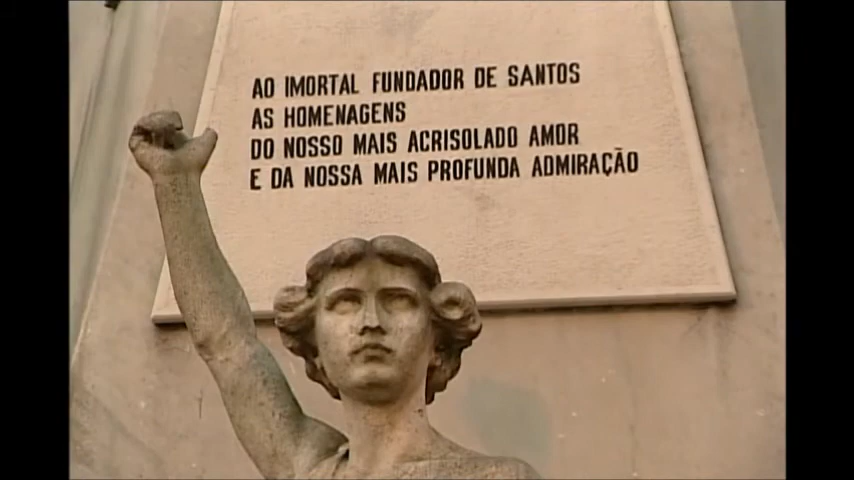 AO IMORTAL FUNDADOR DE SANTOS
AS HOMENAGENS
DO NOSSO MAIS ACRISOLADO AMOR
E DA NOSSA MAIS PROFUNDA ADMIRAÇÃO